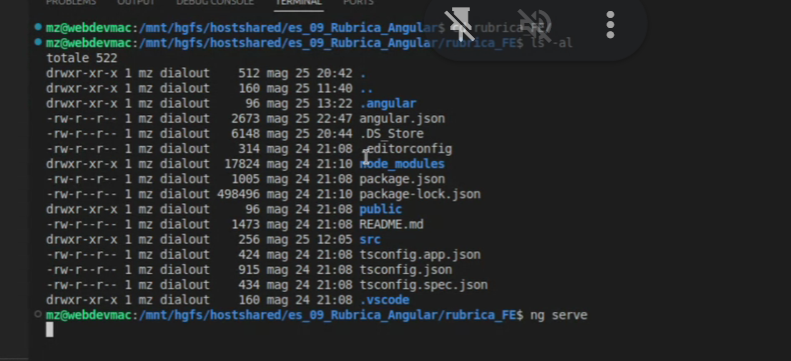 PROBLEMS OUTPUT DEBUG CONSOLE TERMINAL PORTS
mz@webdevmac:/mnt/hgfs/hostshared/es_09_Rubrica_Angular$ cd rubrica_FE/
mz@webdevmac:/mnt/hgfs/hostshared/es_09_Rubrica_Angular/rubrica_FE$ ls -al
totale 522
drwxr-xr-x 1 mz dialout 512 mag 25 20:42 .
drwxr-xr-x 1 mz dialout 160 mag 25 11:40 ..
drwxr-xr-x 1 mz dialout 96 mag 25 13:22 .angular
-rw-r--r-- 1 mz dialout 2673 mag 25 22:47 angular.json
-rw-r--r-- 1 mz dialout 6148 mag 25 20:44 .DS_Store
-rw-r--r-- 1 mz dialout 314 mag 24 21:08 .editorconfig
drwxr-xr-x 1 mz dialout 17824 mag 24 21:10 node_modules
-rw-r--r-- 1 mz dialout 1005 mag 24 21:08 package.json
-rw-r--r-- 1 mz dialout 498496 mag 24 21:10 package-lock.json
drwxr-xr-x 1 mz dialout 96 mag 24 21:08 public
-rw-r--r-- 1 mz dialout 1473 mag 24 21:08 README.md
drwxr-xr-x 1 mz dialout 256 mag 25 12:05 src
-rw-r--r-- 1 mz dialout 424 mag 24 21:08 tsconfig.app.json
-rw-r--r-- 1 mz dialout 915 mag 24 21:08 tsconfig.json
-rw-r--r-- 1 mz dialout 434 mag 24 21:08 tsconfig.spec.json
drwxr-xr-x 1 mz dialout 160 mag 24 21:08 .vscode
mz@webdevmac:/mnt/hgfs/hostshared/es_09_Rubrica_Angular/rubrica_FE$ ng serve